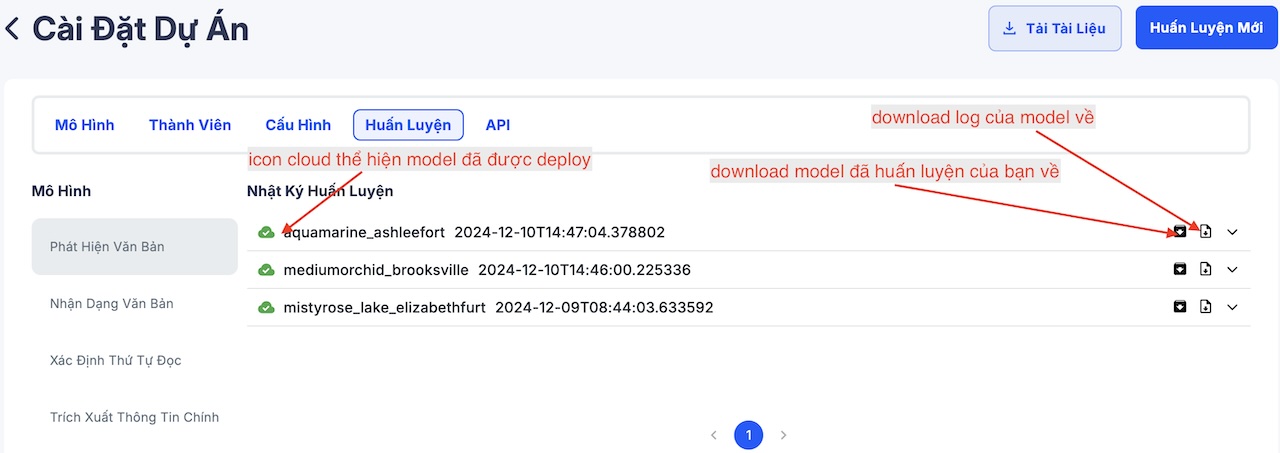 Cài Đặt Dự Án
Tải Tài Liệu
Huấn Luyện Mới
Mô Hình
Thành Viên
Cấu Hình
Huấn Luyện
API
download log của model về
icon cloud thể hiện model đã được deploy
download model đã huấn luyện của bạn về
Mô Hình
Nhật Ký Huấn Luyện
Phát Hiện Văn Bản
Nhận Dạng Văn Bản
Xác Định Thứ Tự Đọc
Trích Xuất Thông Tin Chính
aquamarine_ashleefort 2024-12-10T14:47:04.378802
mediumorchid_brooksville 2024-12-10T14:46:00.225336
mistyrose_lake_elizabethfurt 2024-12-09T08:44:03.633592
1